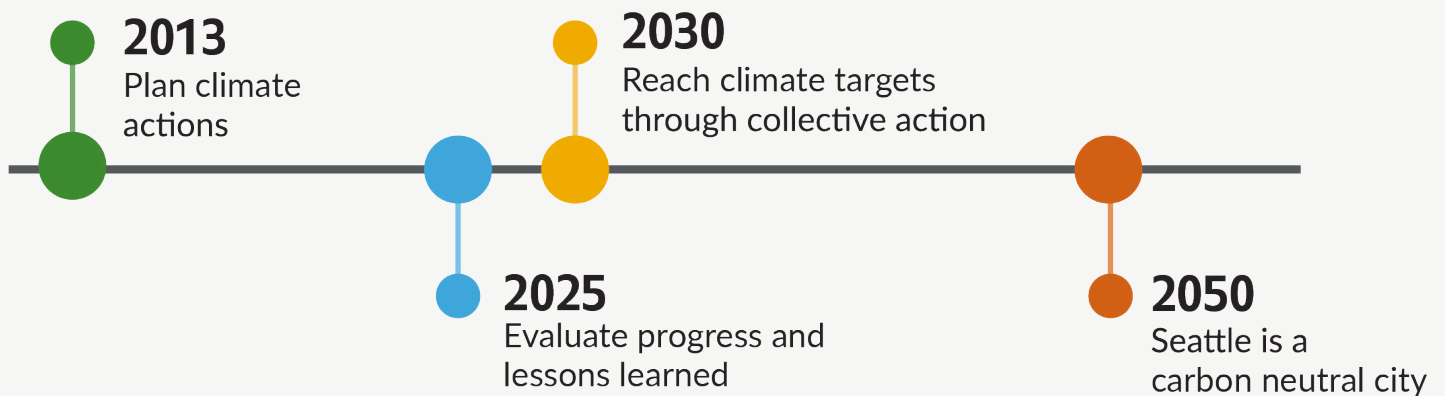 2013
Plan climate
actions
2030
Reach climate targets
through collective action
2025
Evaluate progress and
lessons learned
2050
Seattle is a
carbon neutral city